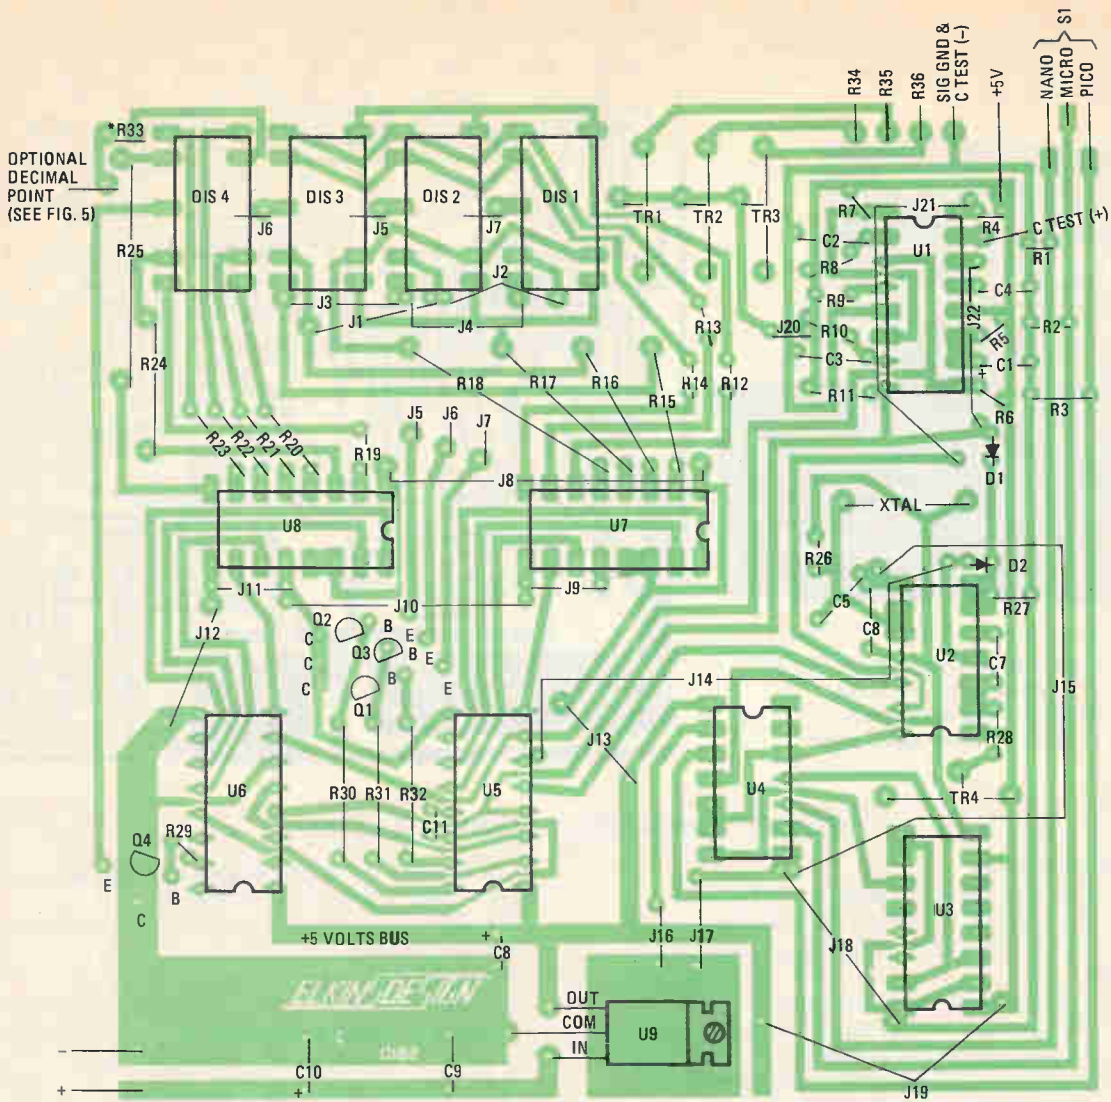 R34
R35
R36
SIG GND &
C TEST (–)
+5V
NANO
MICRO
PICO
S1
*R33
OPTIONAL
DECIMAL
POINT
(SEE FIG. 5)
DIS 4
DIS 3
DIS 2
DIS 1
J6
J5
J7
TR1
TR2
TR3
R7
J21
R4
C TEST (+)
C2
U1
R1
R25
R8
J2
J3
J1
J4
R9
J22
C4
R13
J20
R10
R5
R2
R24
C3
C1
+
R18
R17
R16
R15
R14
R12
R11
R6
R3
J5
J6
J7
R23
R22
R21
R20
R19
J8
D1
U8
U7
XTAL
R26
J11
J10
J9
D2
C5
C8
R27
J12
Q2
C
B
E
Q3
B
E
C
C
B
E
Q1
U2
C7
J14
J15
J13
R28
U6
R30
R31
R32
U5
U4
TR4
C11
Q4
R29
E
B
C
U3
+5 VOLTS BUS
+
C8
J16
J17
J18
ELKIN DESIGN
OUT
COM
IN
U9
–
C10
C9
+
+
J19